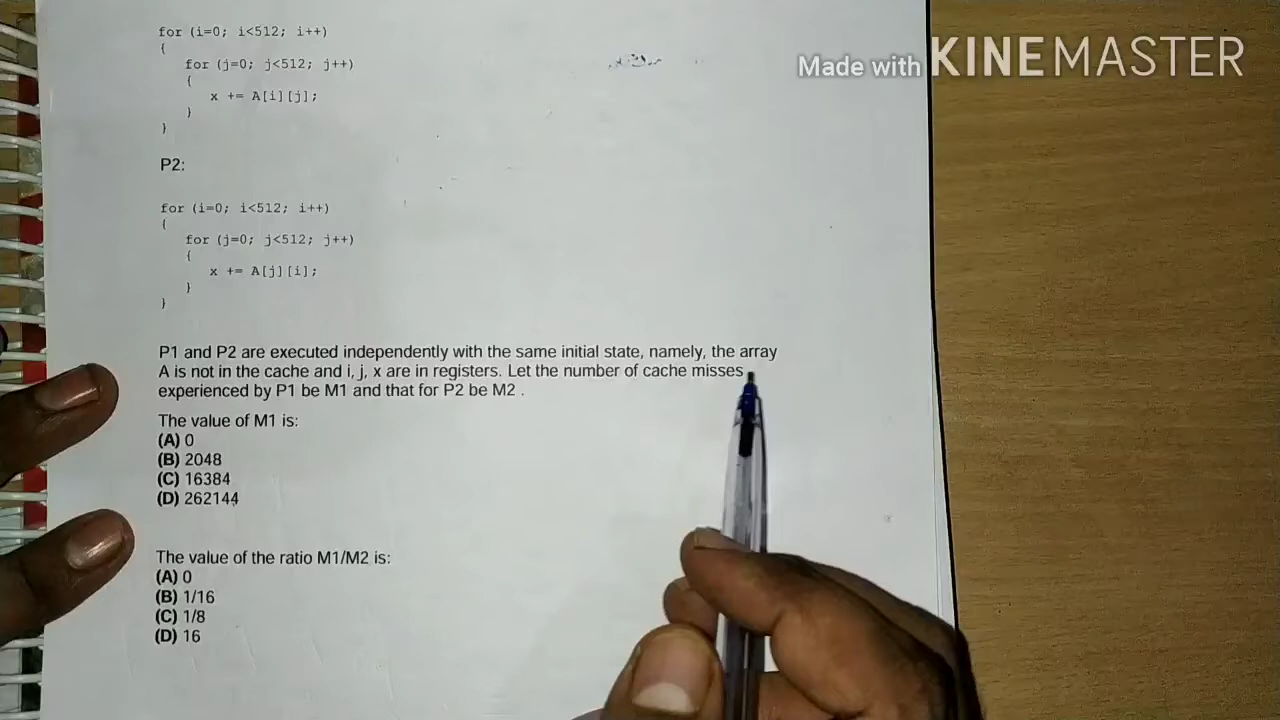 for (i=0; i<512; i++)
{
for (j=0; j<512; j++)
{
x += A[i][j];
}
}
P2:
for (i=0; i<512; i++)
{
for (j=0; j<512; j++)
{
x += A[j][i];
}
}
P1 and P2 are executed independently with the same initial state, namely, the array
A is not in the cache and i, j, x are in registers. Let the number of cache misses
experienced by P1 be M1 and that for P2 be M2 .
The value of M1 is:
(A) 0
(B) 2048
(C) 16384
(D) 262144
The value of the ratio M1/M2 is:
(A) 0
(B) 1/16
(C) 1/8
(D) 16
Made with KINEMASTER